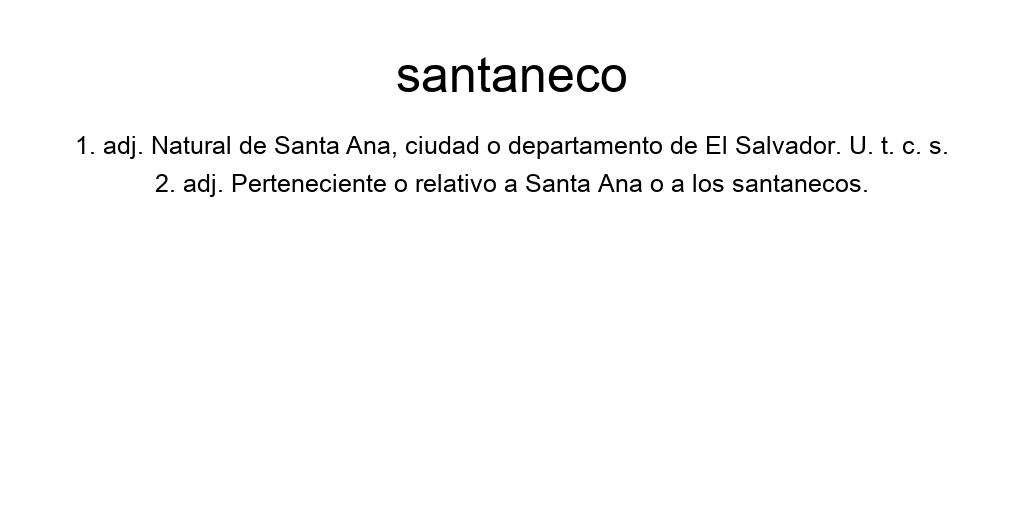 santaneco
1. adj. Natural de Santa Ana, ciudad o departamento de El Salvador. U. t. c. s.
2. adj. Perteneciente o relativo a Santa Ana o a los santanecos.